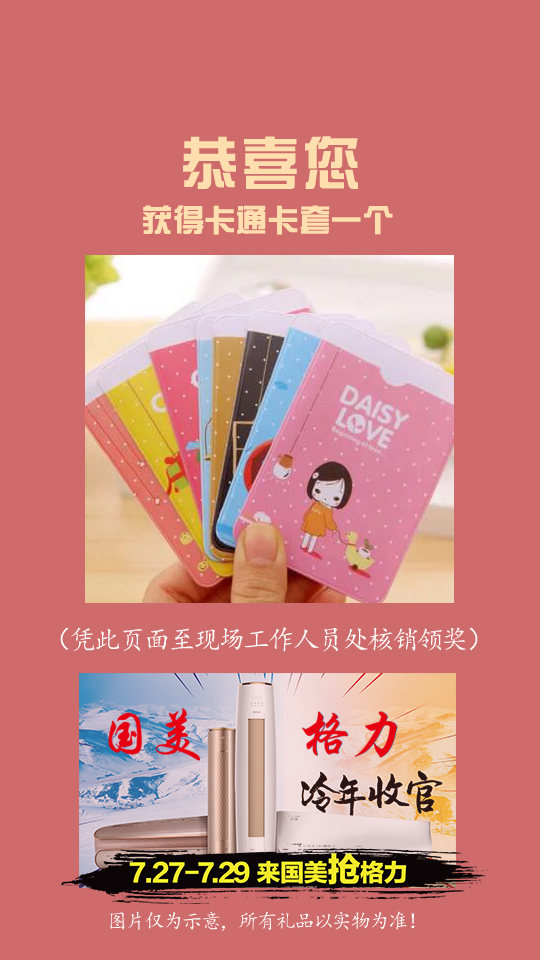 恭喜您
获得卡通卡套一个
DAISY
LOVE
（凭此页面至现场工作人员处核销领奖）
国美 格力
冷年收官
7.27-7.29 来国美抢格力
图片仅为示意，所有礼品以实物为准！